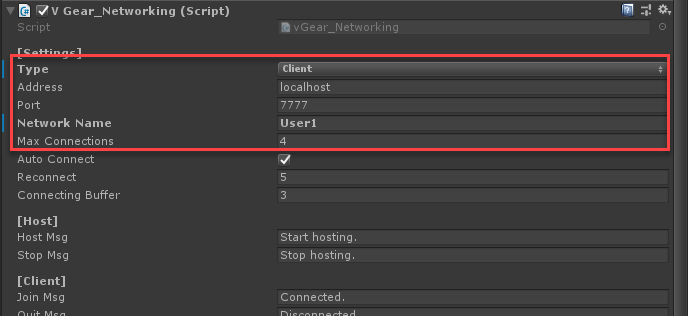 V Gear_Networking (Script)
Script vGear_Networking
[Settings]
Type Client
Address localhost
Port 7777
Network Name User1
Max Connections 4
Auto Connect
Reconnect 5
Connecting Buffer 3
[Host]
Host Msg Start hosting.
Stop Msg Stop hosting.
[Client]
Join Msg Connected.
Quit Msg Disconnected